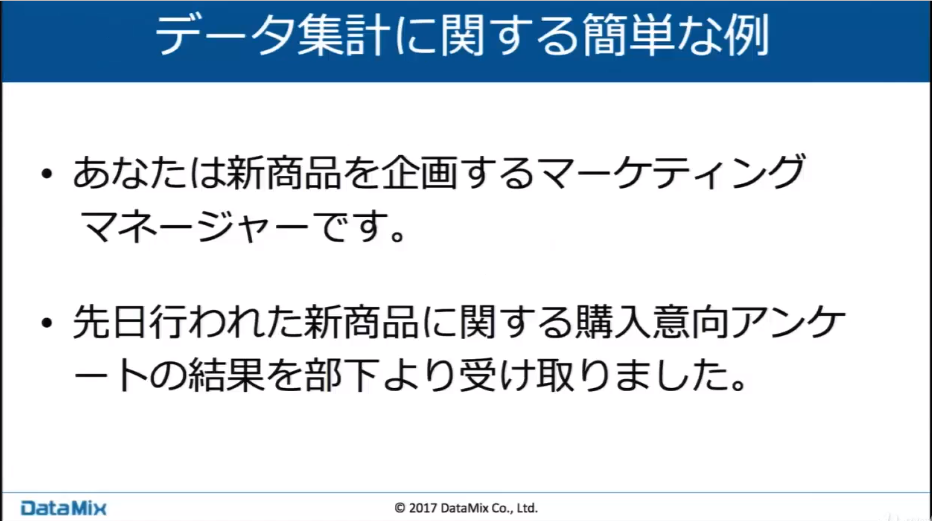 データ集計に関する簡単な例
• あなたは新商品を企画するマーケティング
マネージャーです。
• 先日行われた新商品に関する購入意向アンケ
ートの結果を部下より受け取りました。
DataMix
© 2017 DataMix Co., Ltd.